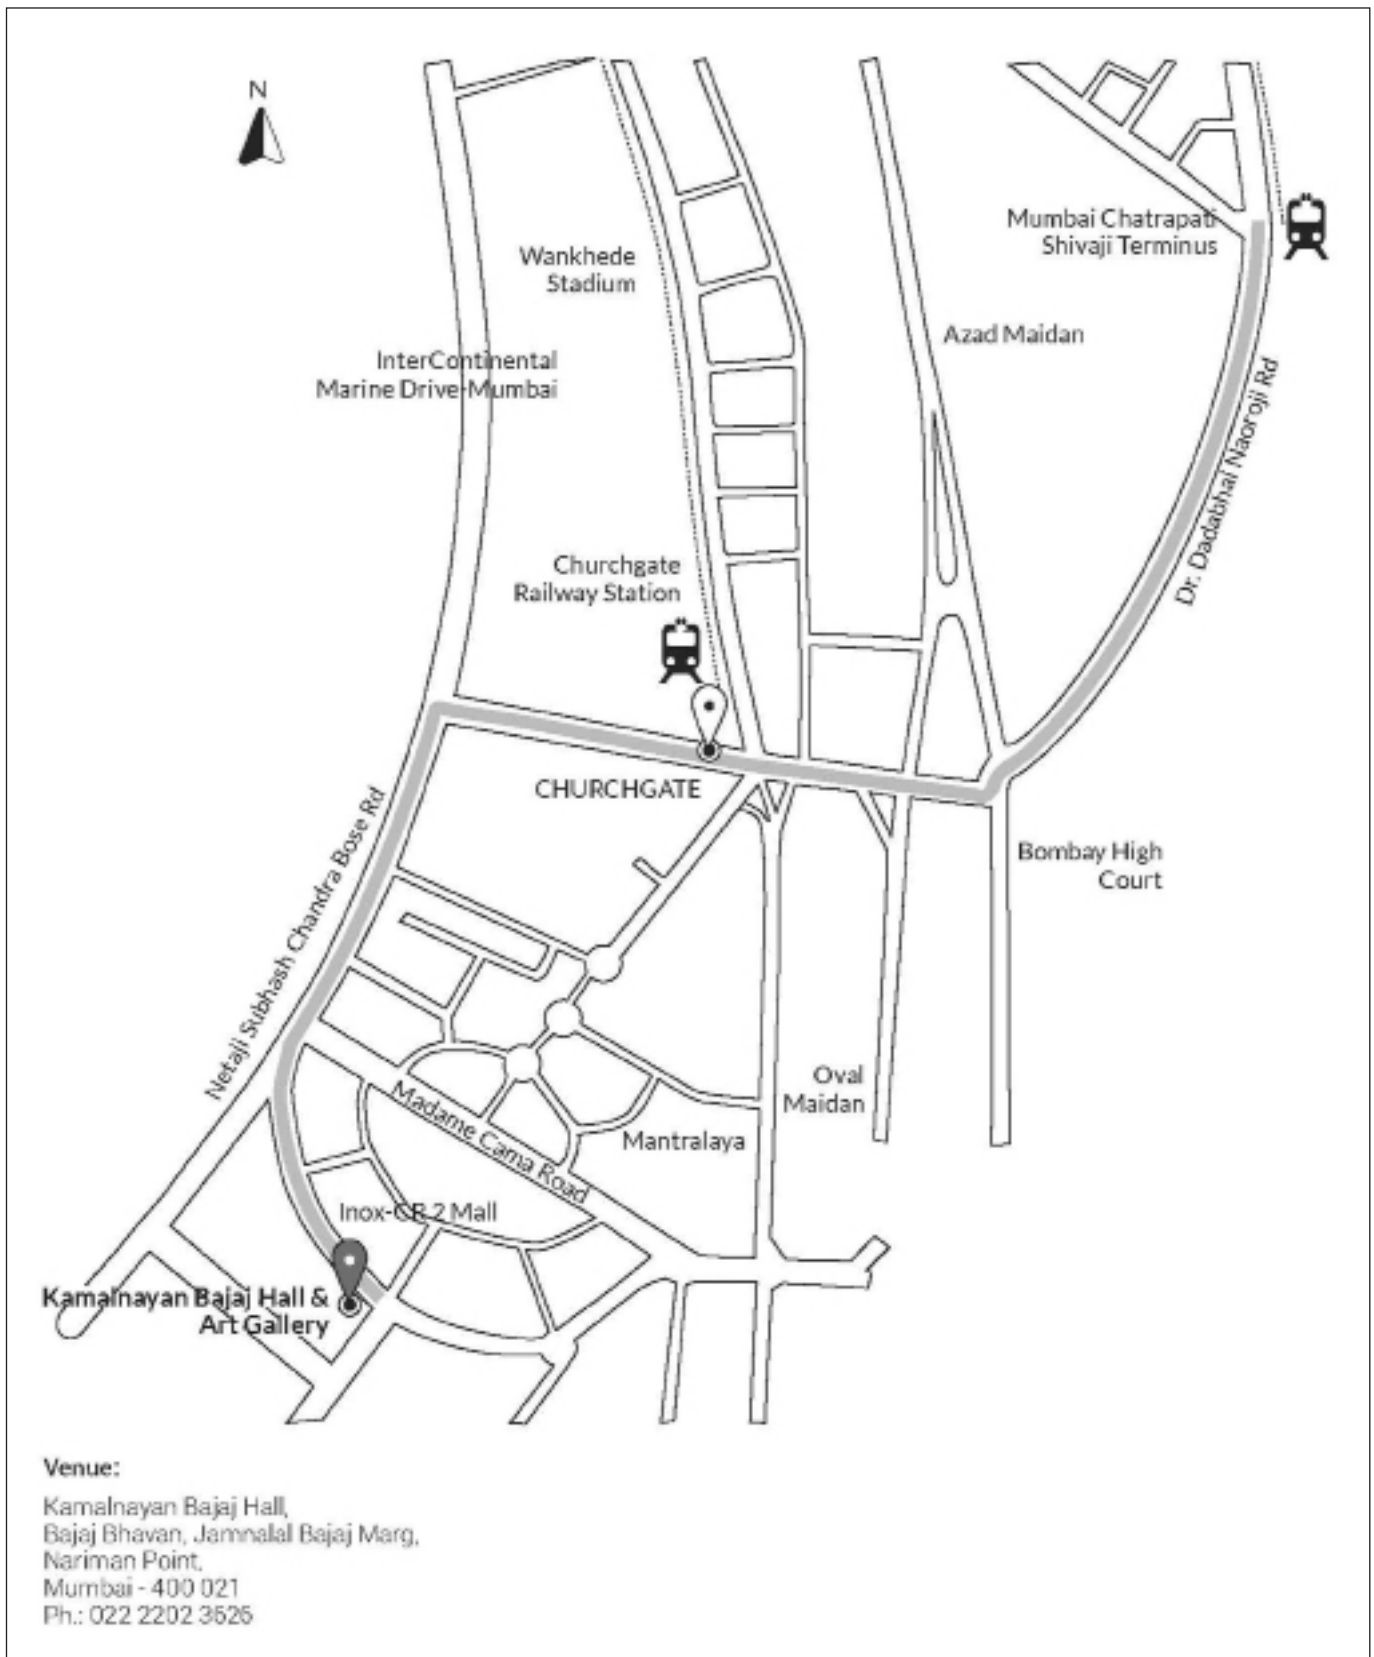 N
Mumbai Chatrapati
Shivaji Terminus
Wankhede
Stadium
Azad Maidan
InterContinental
Marine Drive-Mumbai
Dr. Dadabhai Naoroji Rd
Churchgate
Railway Station
CHURCHGATE
Netaji Subhash Chandra Bose Rd
Bombay High
Court
Oval
Maidan
Madame Cama Road
Mantralaya
Inox-CR 2 Mall
Kamalnayan Bajaj Hall &
Art Gallery
Venue:
Kamalnayan Bajaj Hall,
Bajaj Bhavan, Jamnalal Bajaj Marg,
Nariman Point,
Mumbai - 400 021
Ph.: 022 2202 3626